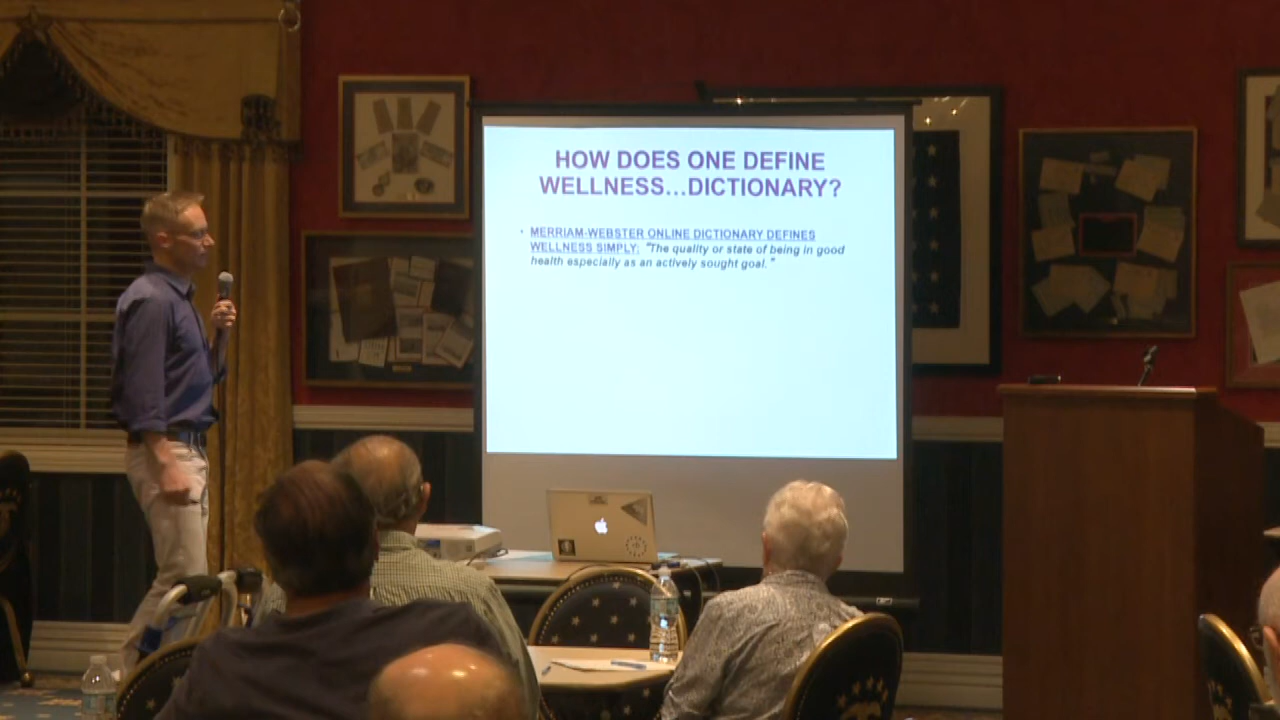 HOW DOES ONE DEFINE
WELLNESS...DICTIONARY?
• MERRIAM-WEBSTER ONLINE DICTIONARY DEFINES
WELLNESS SIMPLY: "The quality or state of being in good
health especially as an actively sought goal."